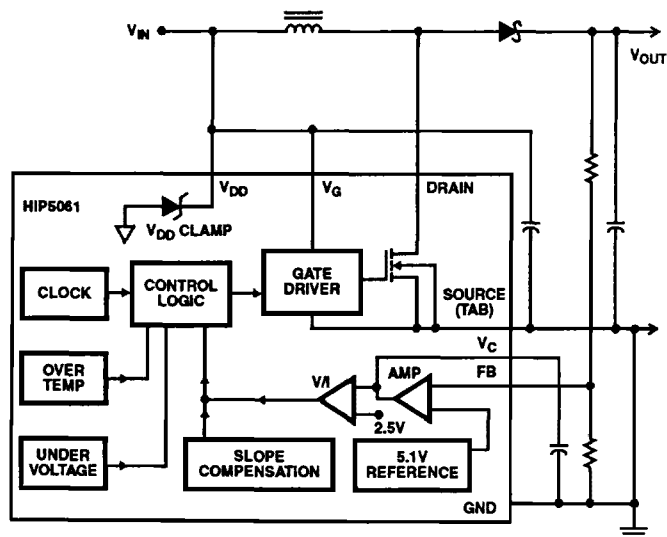 VIN
VOUT
VDD
VG
DRAIN
HIP5061
VDD CLAMP
CLOCK
CONTROL
LOGIC
GATE
DRIVER
SOURCE
(TAB)
OVER
TEMP
VC
V/I
AMP
FB
2.5V
UNDER
VOLTAGE
SLOPE
COMPENSATION
5.1V
REFERENCE
GND